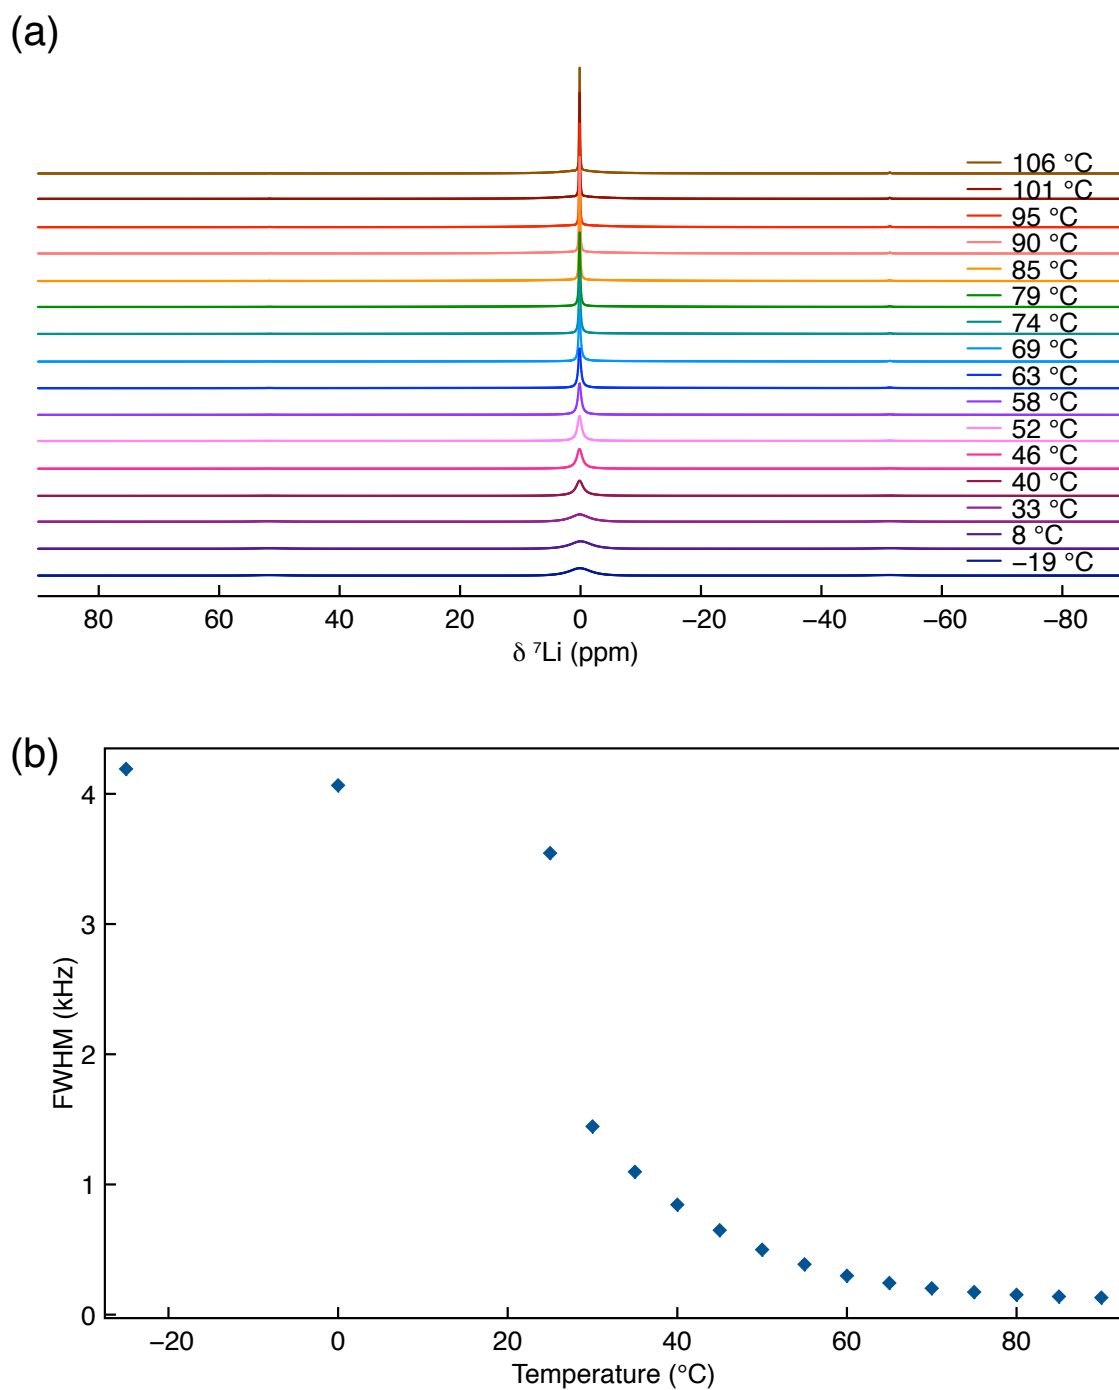 (a)
106 °C
101 °C
95 °C
90 °C
85 °C
79 °C
74 °C
69 °C
63 °C
58 °C
52 °C
46 °C
40 °C
33 °C
8 °C
−19 °C
80 60 40 20 0 −20 −40 −60 −80
δ ⁷Li (ppm)
(b)
4
3
2
1
0
FWHM (kHz)
−20 0 20 40 60 80
Temperature (°C)